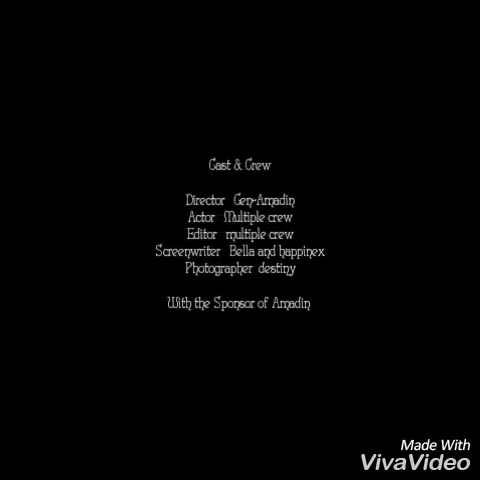 Cast & Crew
Director Gen-Amadin
Actor Multiple crew
Editor multiple crew
Screenwriter Bella and happinex
Photographer destiny
With the Sponsor of Amadin
Made With
VivaVideo